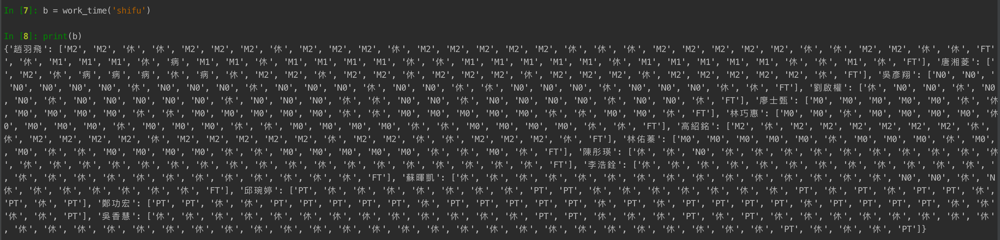 In [7]: b = work_time('shifu')
In [8]: print(b)
{'趙羽飛': ['M2', 'M2', '休', '休', 'M2', 'M2', 'M2', '休', 'M2', 'M2', 'M2', '休', 'M2', 'M2', 'M2', 'M2', 'M2', '休', '休', '休', 'M2', 'M2', 'M2', 'M2', 'M2', '休', '休', 'M2', 'M2', '休', '休', 'FT'
', '休', 'M1', 'M1', 'M1', '休', '病', 'M1', 'M1', '休', 'M1', 'M1', 'M1', 'M1', '休', '休', 'M1', 'M1', 'M1', 'M1', 'M1', '休', 'M1', 'M1', 'M1', 'M1', 'M1', '休', '休', 'M1', '休', 'FT'], '唐湘菱': ['
, 'M2', '休', '病', '病', '病', '休', '病', '休', 'M2', 'M2', '休', 'M2', 'M2', '休', 'M2', 'M2', 'M2', '休', 'M2', 'M2', 'M2', '休', 'M2', 'M2', 'M2', 'M2', 'M2', '休', 'FT'], '吳彥翔': ['N0', 'N0', '
'N0', 'N0', 'N0', 'N0', '休', 'N0', 'N0', 'N0', '休', 'N0', 'N0', 'N0', '休', 'N0', 'N0', '休', '休', 'N0', 'N0', 'N0', '休', 'N0', 'N0', 'N0', '休', '休', 'FT'], '劉啟權': ['休', 'N0', 'N0', '休', 'N0
, 'N0', '休', 'N0', 'N0', 'N0', 'N0', 'N0', '休', 'N0', 'N0', 'N0', '休', '休', 'N0', 'N0', '休', 'N0', 'N0', 'N0', 'N0', '休', 'N0', 'N0', '休', 'FT'], '廖士甄': ['M0', 'M0', 'M0', 'M0', 'M0', '休', '休
, 'M0', 'M0', 'M0', 'M0', '休', '休', 'M0', 'M0', 'M0', 'M0', 'M0', '休', '休', 'M0', 'M0', 'M0', 'M0', 'M0', '休', '休', 'M0', 'M0', '休', 'FT'], '林巧惠': ['M0', 'M0', '休', 'M0', 'M0', 'M0', 'M0', '休
0', 'M0', 'M0', 'M0', '休', 'M0', 'M0', 'M0', '休', '休', 'M0', 'M0', 'M0', 'M0', '休', '休', 'M0', 'M0', 'M0', 'M0', '休', '休', 'FT'], '高紹銘': ['M2', '休', 'M2', 'M2', 'M2', 'M2', 'M2', 'M2', '休',
休', 'M2', 'M2', 'M2', 'M2', '休', 'M2', 'M2', 'M2', 'M2', 'M2', '休', 'M2', 'M2', '休', '休', 'M2', 'M2', 'M2', '休', 'FT'], '林佑蓁': ['M0', 'M0', 'M0', 'M0', 'M0', '休', 'M0', 'M0', 'M0', '休', 'M0',
, 'M0', '休', '休', 'M0', 'M0', 'M0', 'M0', '休', '休', 'M0', 'M0', 'M0', 'M0', 'M0', '休', '休', 'M0', '休', 'FT'], '陳彤瑛': ['休', '休', 'N0', '休', '休', '休', '休', '休', '休', '休', '休', '休', '休
', '休', '休', '休', '休', '休', '休', '休', '休', '休', '休', '休', '休', '休', '休', '休', '休', '休', '休', 'FT'], '李浩銓': ['休', '休', '休', '休', '休', '休', '休', '休', '休', '休', '休', '休', '
, '休', '休', '休', '休', '休', '休', '休', '休', '休', '休', '休', '休', 'FT'], '蘇暉凱': ['休', '休', '休', '休', '休', '休', '休', '休', '休', '休', '休', '休', '休', '休', '休', 'N0', 'N0', '休', 'N
休', '休', '休', '休', '休', '休', '休', 'FT'], '邱琬婷': ['PT', '休', '休', '休', '休', '休', '休', '休', 'PT', 'PT', '休', '休', '休', '休', '休', '休', '休', 'PT', '休', 'PT', '休', 'PT', 'PT', '休',
'PT', '休', 'PT'], '鄭功宏': ['PT', 'PT', '休', '休', 'PT', 'PT', 'PT', 'PT', 'PT', '休', 'PT', 'PT', 'PT', 'PT', 'PT', '休', 'PT', '休', 'PT', 'PT', 'PT', 'PT', '休', 'PT', 'PT', 'PT', 'PT', '休', '休'
'休', '休', 'PT'], '吳香慧': ['休', '休', '休', '休', '休', '休', '休', '休', '休', '休', '休', '休', '休', 'PT', 'PT', '休', '休', '休', 'PT', '休', 'PT', '休', '休', '休', '休', '休', '休', '休', '休'
, '休', '休', '休', '休', '休', '休', '休', '休', '休', '休', '休', '休', '休', '休', '休', '休', '休', '休', '休', '休', '休', '休', '休', '休', '休', 'PT', '休', '休', '休', 'PT']}